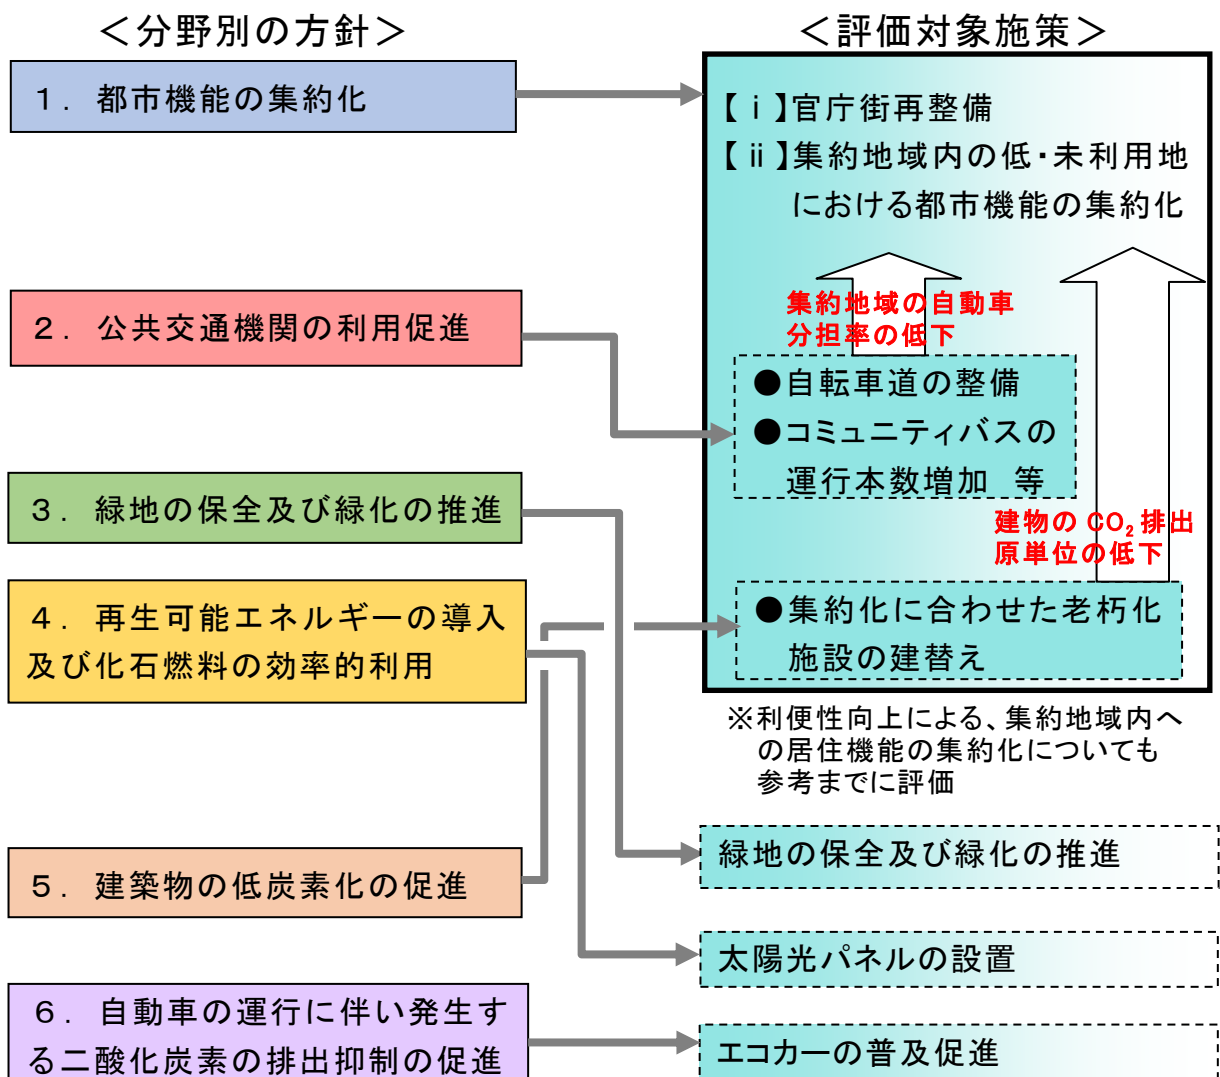 ＜分野別の方針＞
１．都市機能の集約化
２．公共交通機関の利用促進
３．緑地の保全及び緑化の推進
４．再生可能エネルギーの導入
及び化石燃料の効率的利用
５．建築物の低炭素化の促進
６．自動車の運行に伴い発生す
る二酸化炭素の排出抑制の促進
＜評価対象施策＞
【ⅰ】官庁街再整備
【ⅱ】集約地域内の低・未利用地
における都市機能の集約化
集約地域の自動車
分担率の低下
●自転車道の整備
●コミュニティバスの
運行本数増加　等
建物の CO₂ 排出
原単位の低下
●集約化に合わせた老朽化
施設の建替え
※利便性向上による、集約地域内へ
の居住機能の集約化についても
参考までに評価
緑地の保全及び緑化の推進
太陽光パネルの設置
エコカーの普及促進